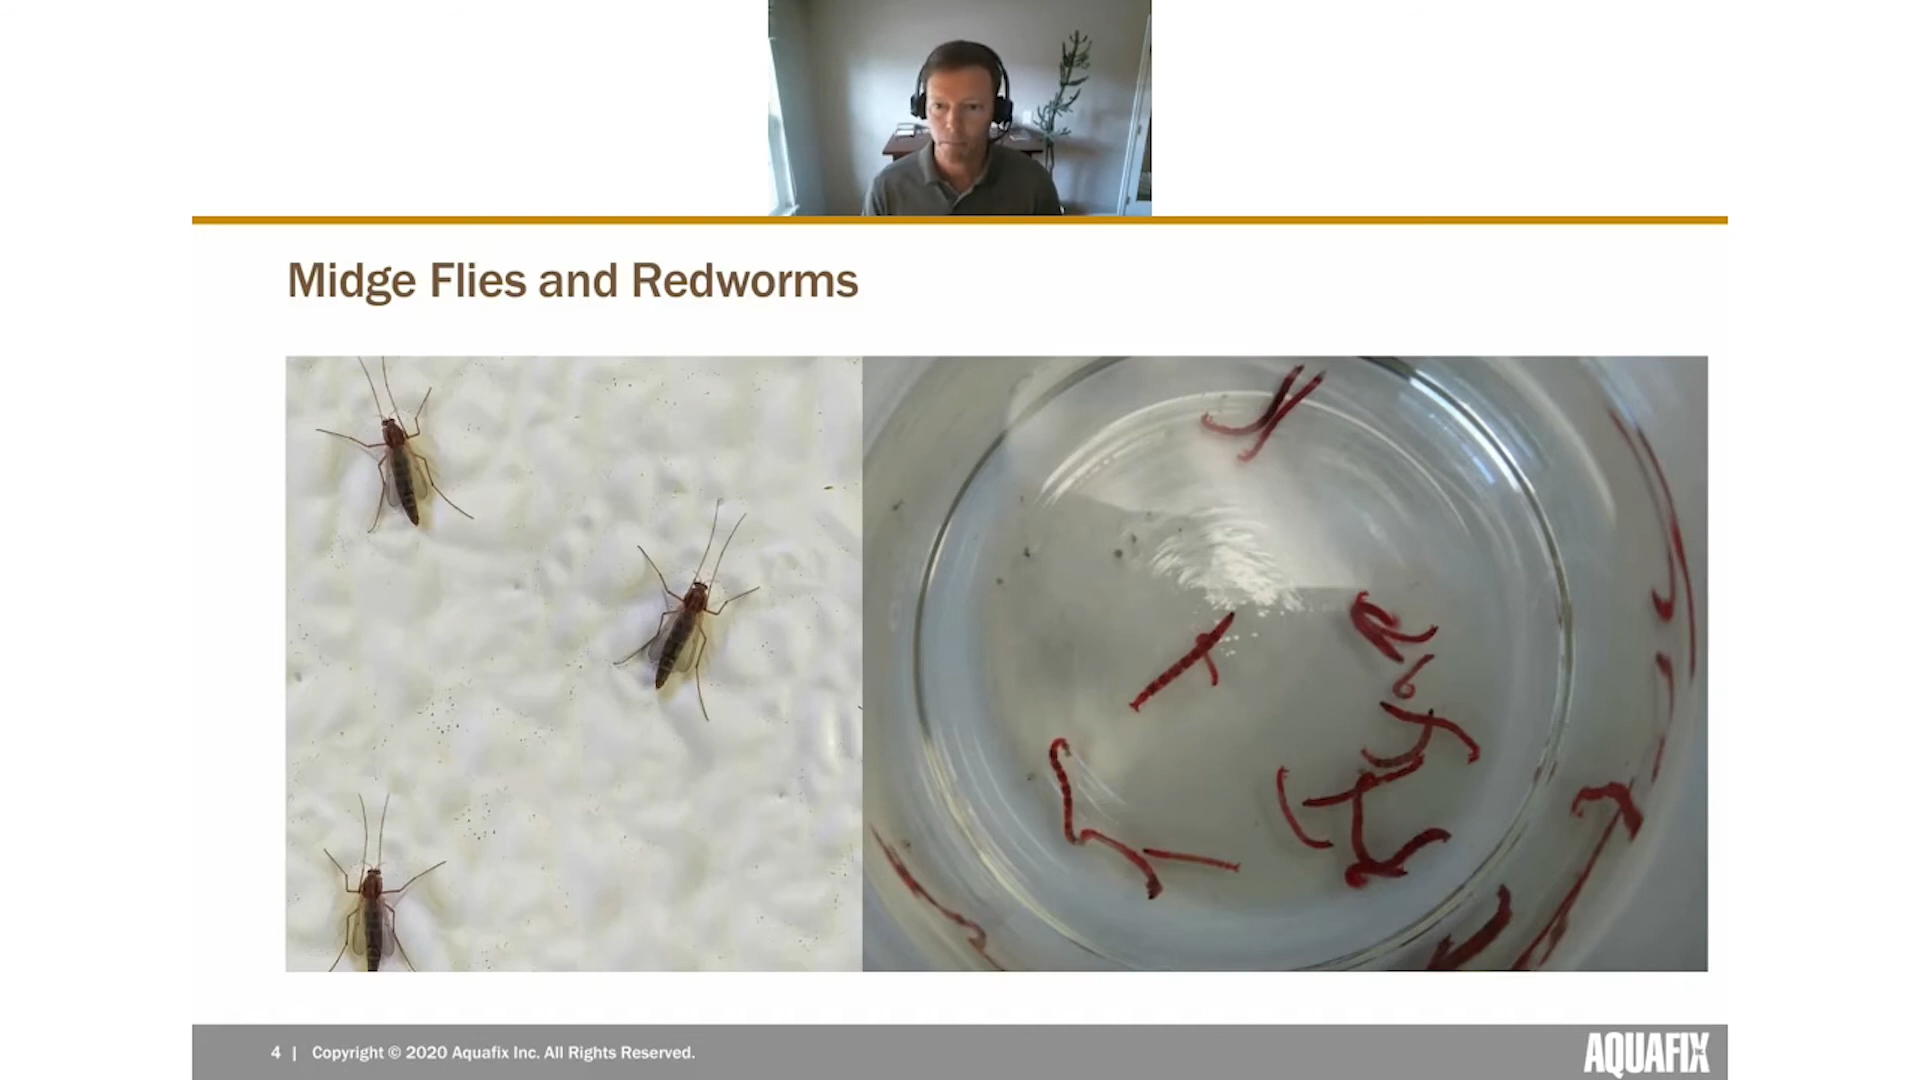 Midge Flies and Redworms
4 | Copyright © 2020 Aquafix Inc. All Rights Reserved.
AQUAFIX